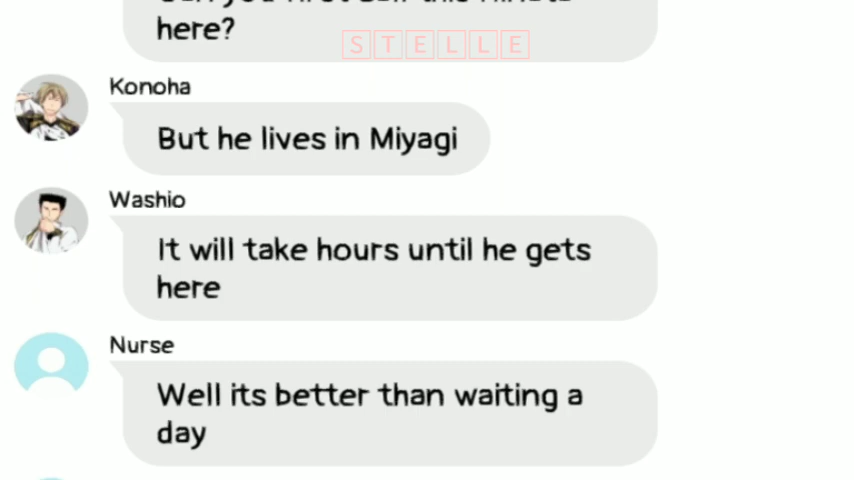 here?
STELLE
Konoha
But he lives in Miyagi
Washio
It will take hours until he gets
here
Nurse
Well its better than waiting a
day